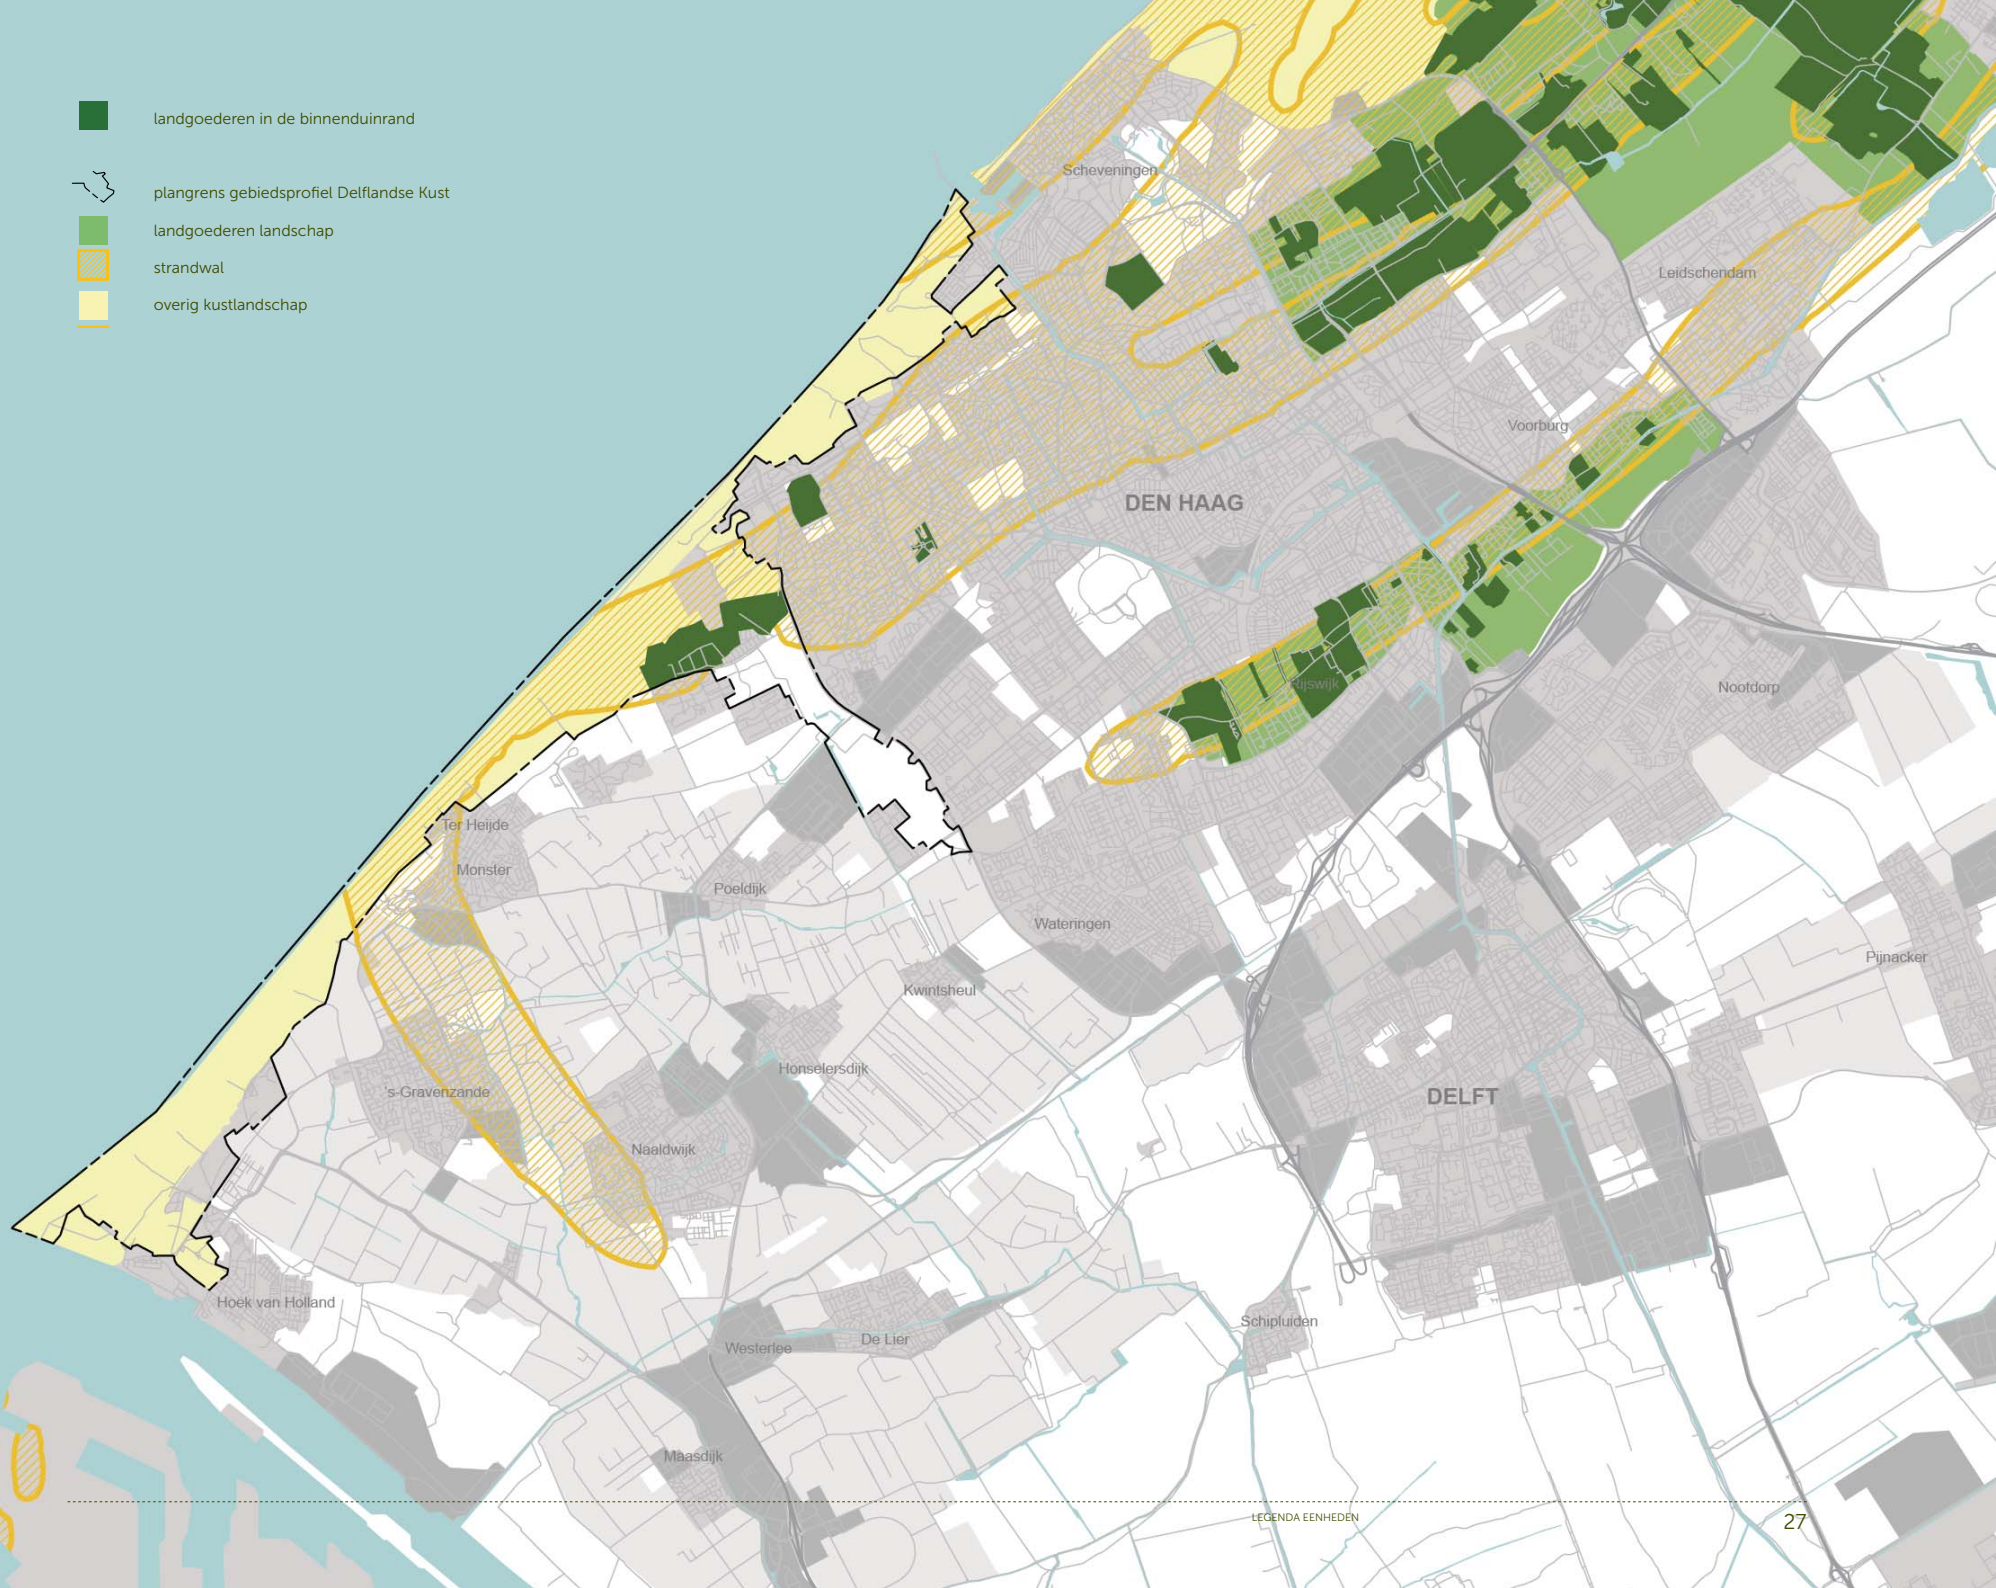 landgoederen in de binnenduinrand
plangrens gebiedsprofiel Delflandse Kust
landgoederen landschap
strandwal
overig kustlandschap
Scheveningen
Leidschendam
Voorburg
DEN HAAG
Rijswijk
Nootdorp
Ter Heijde
Monster
Poeldijk
Wateringen
Pijnacker
Kwintsheul
Honselersdijk
's-Gravenzande
DELFT
Naaldwijk
Hoek van Holland
Schipluiden
De Lier
Westerlee
Maasdijk
LEGENDA EENHEDEN
27